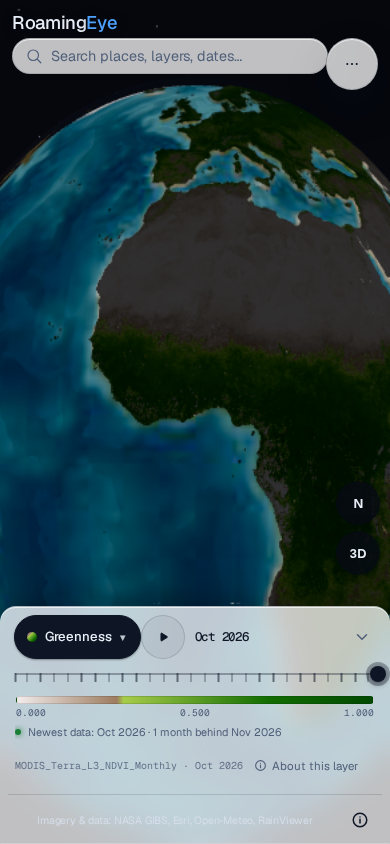 RoamingEye
Search places, layers, dates...
...
N
3D
Greenness ▾
Oct 2026
0.000 0.500 1.000
Newest data: Oct 2026 · 1 month behind Nov 2026
MODIS_Terra_L3_NDVI_Monthly · Oct 2026 About this layer
Imagery & data: NASA GIBS, Esri, Open-Meteo, RainViewer